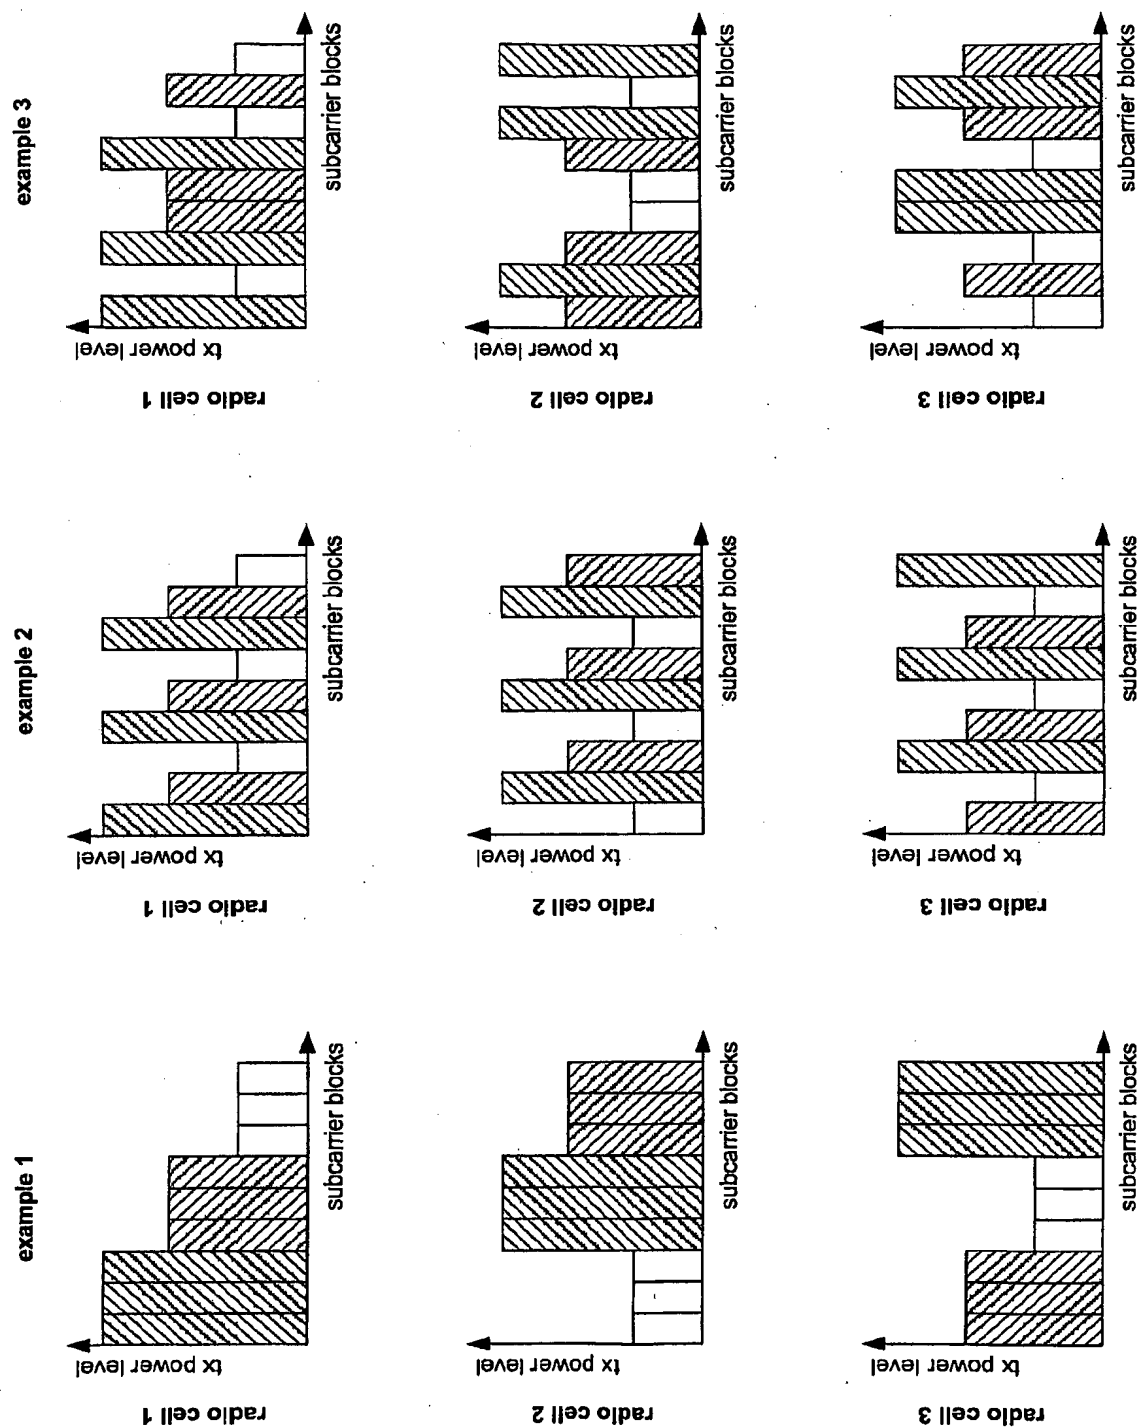 example 1
radio cell 1
tx power level
subcarrier blocks
radio cell 2
tx power level
subcarrier blocks
radio cell 3
tx power level
subcarrier blocks
example 2
radio cell 1
tx power level
subcarrier blocks
radio cell 2
tx power level
subcarrier blocks
radio cell 3
tx power level
subcarrier blocks
example 3
radio cell 1
tx power level
subcarrier blocks
radio cell 2
tx power level
subcarrier blocks
radio cell 3
tx power level
subcarrier blocks